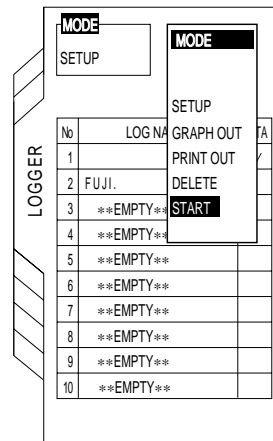 MODE
SETUP
MODE
SETUP
GRAPH OUT
PRINT OUT
DELETE
START
LOGGER
No LOG NA TA
1
2 FUJI.
3 **EMPTY**
4 **EMPTY**
5 **EMPTY**
6 **EMPTY**
7 **EMPTY**
8 **EMPTY**
9 **EMPTY**
10 **EMPTY**